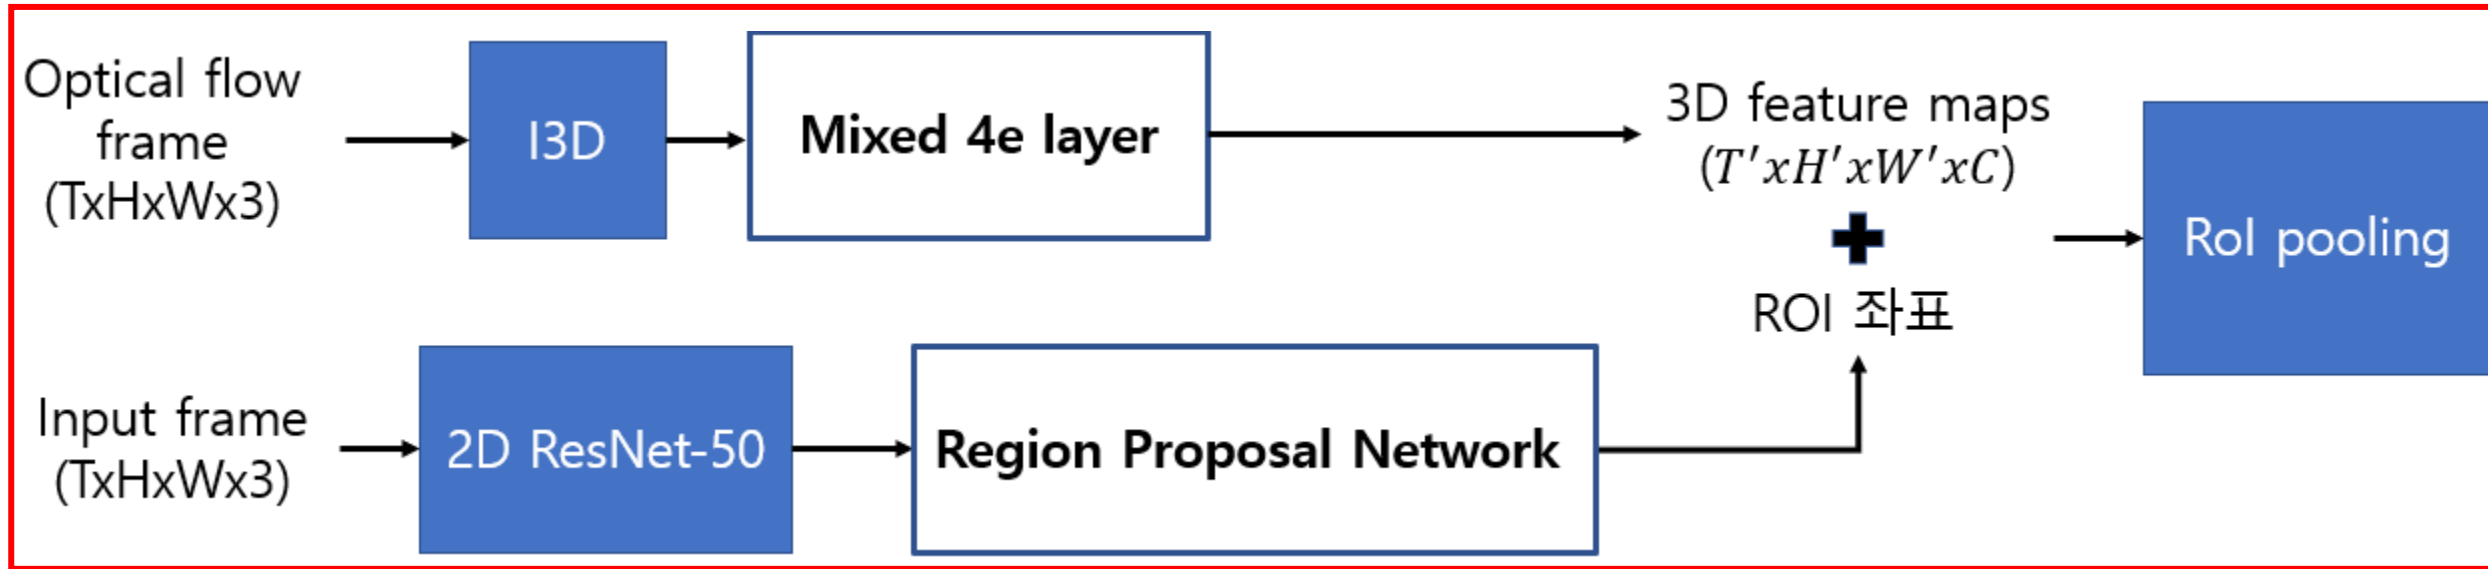 Optical flow
frame
(TxHxWx3)
I3D
Mixed 4e layer
3D feature maps
(T'xH'xW'xC)
ROI 좌표
RoI pooling
Input frame
(TxHxWx3)
2D ResNet-50
Region Proposal Network